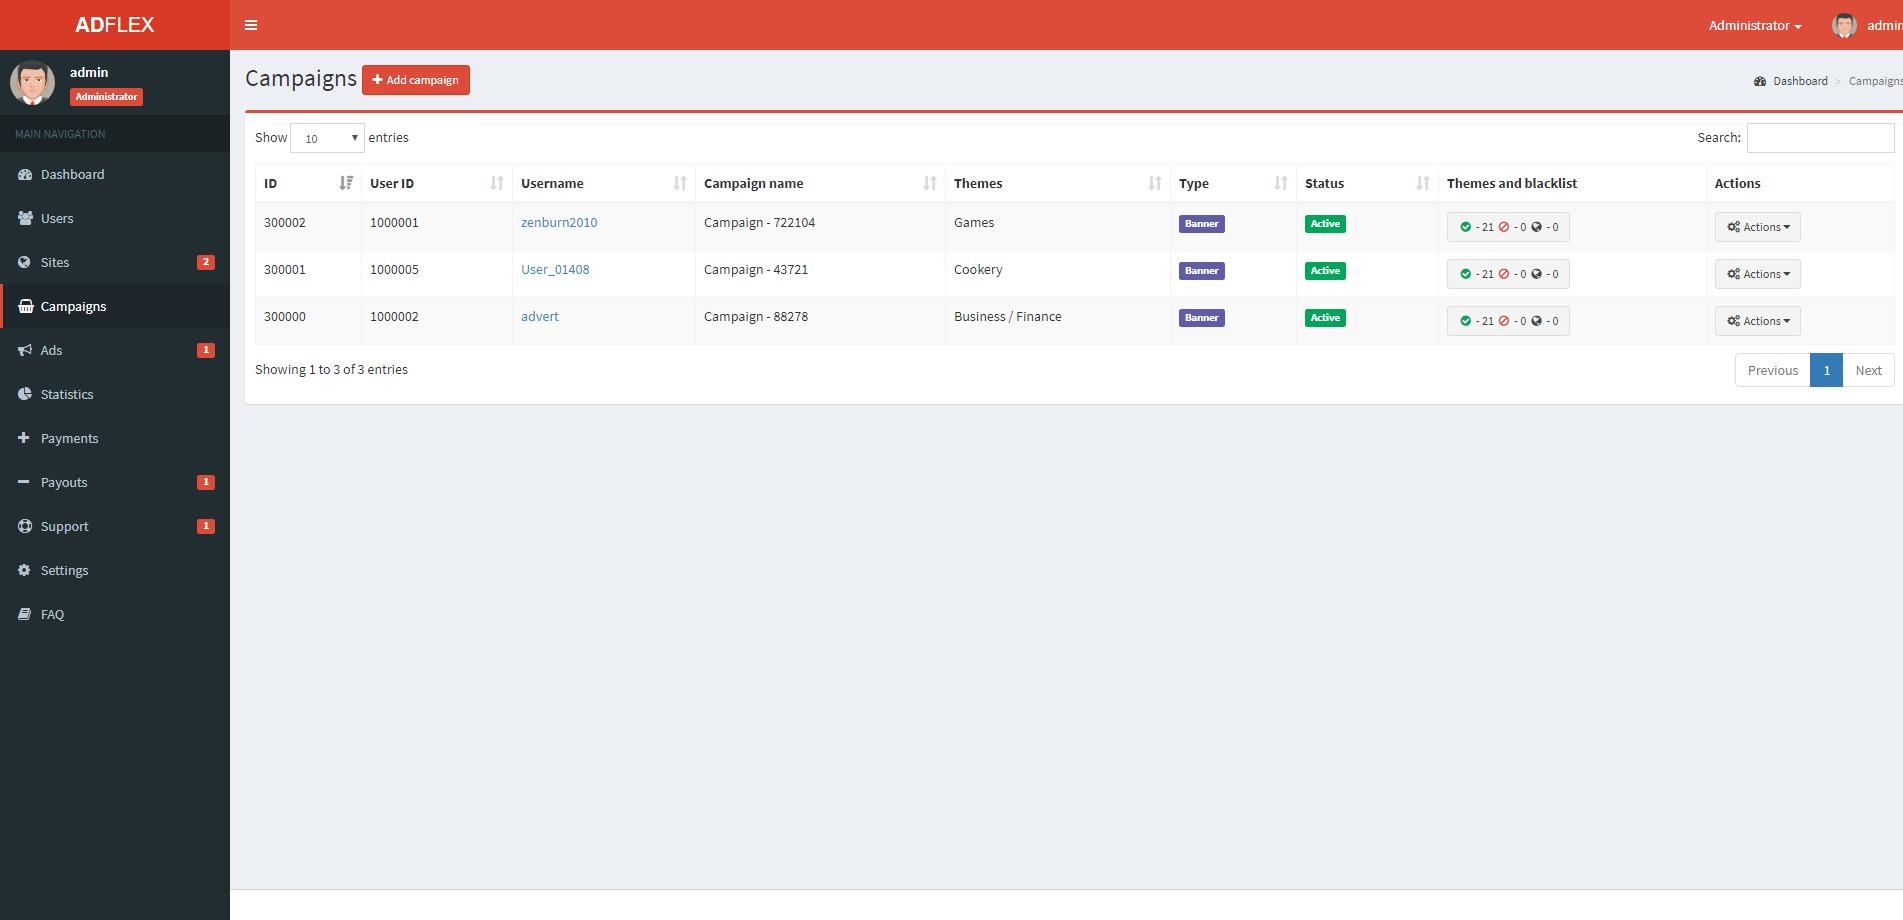 ADFLEX
Administrator
admin
admin
Administrator
MAIN NAVIGATION
Dashboard
Users
Sites 2
Campaigns
Ads 1
Statistics
Payments
Payouts 1
Support 1
Settings
FAQ
Campaigns + Add campaign
Dashboard > Campaigns
Show 10 entries
Search:
ID User ID Username Campaign name Themes Type Status Themes and blacklist Actions
300002 1000001 zenburn2010 Campaign - 722104 Games Banner Active - 21 - 0 - 0 Actions
300001 1000005 User_01408 Campaign - 43721 Cookery Banner Active - 21 - 0 - 0 Actions
300000 1000002 advert Campaign - 88278 Business / Finance Banner Active - 21 - 0 - 0 Actions
Showing 1 to 3 of 3 entries
Previous 1 Next